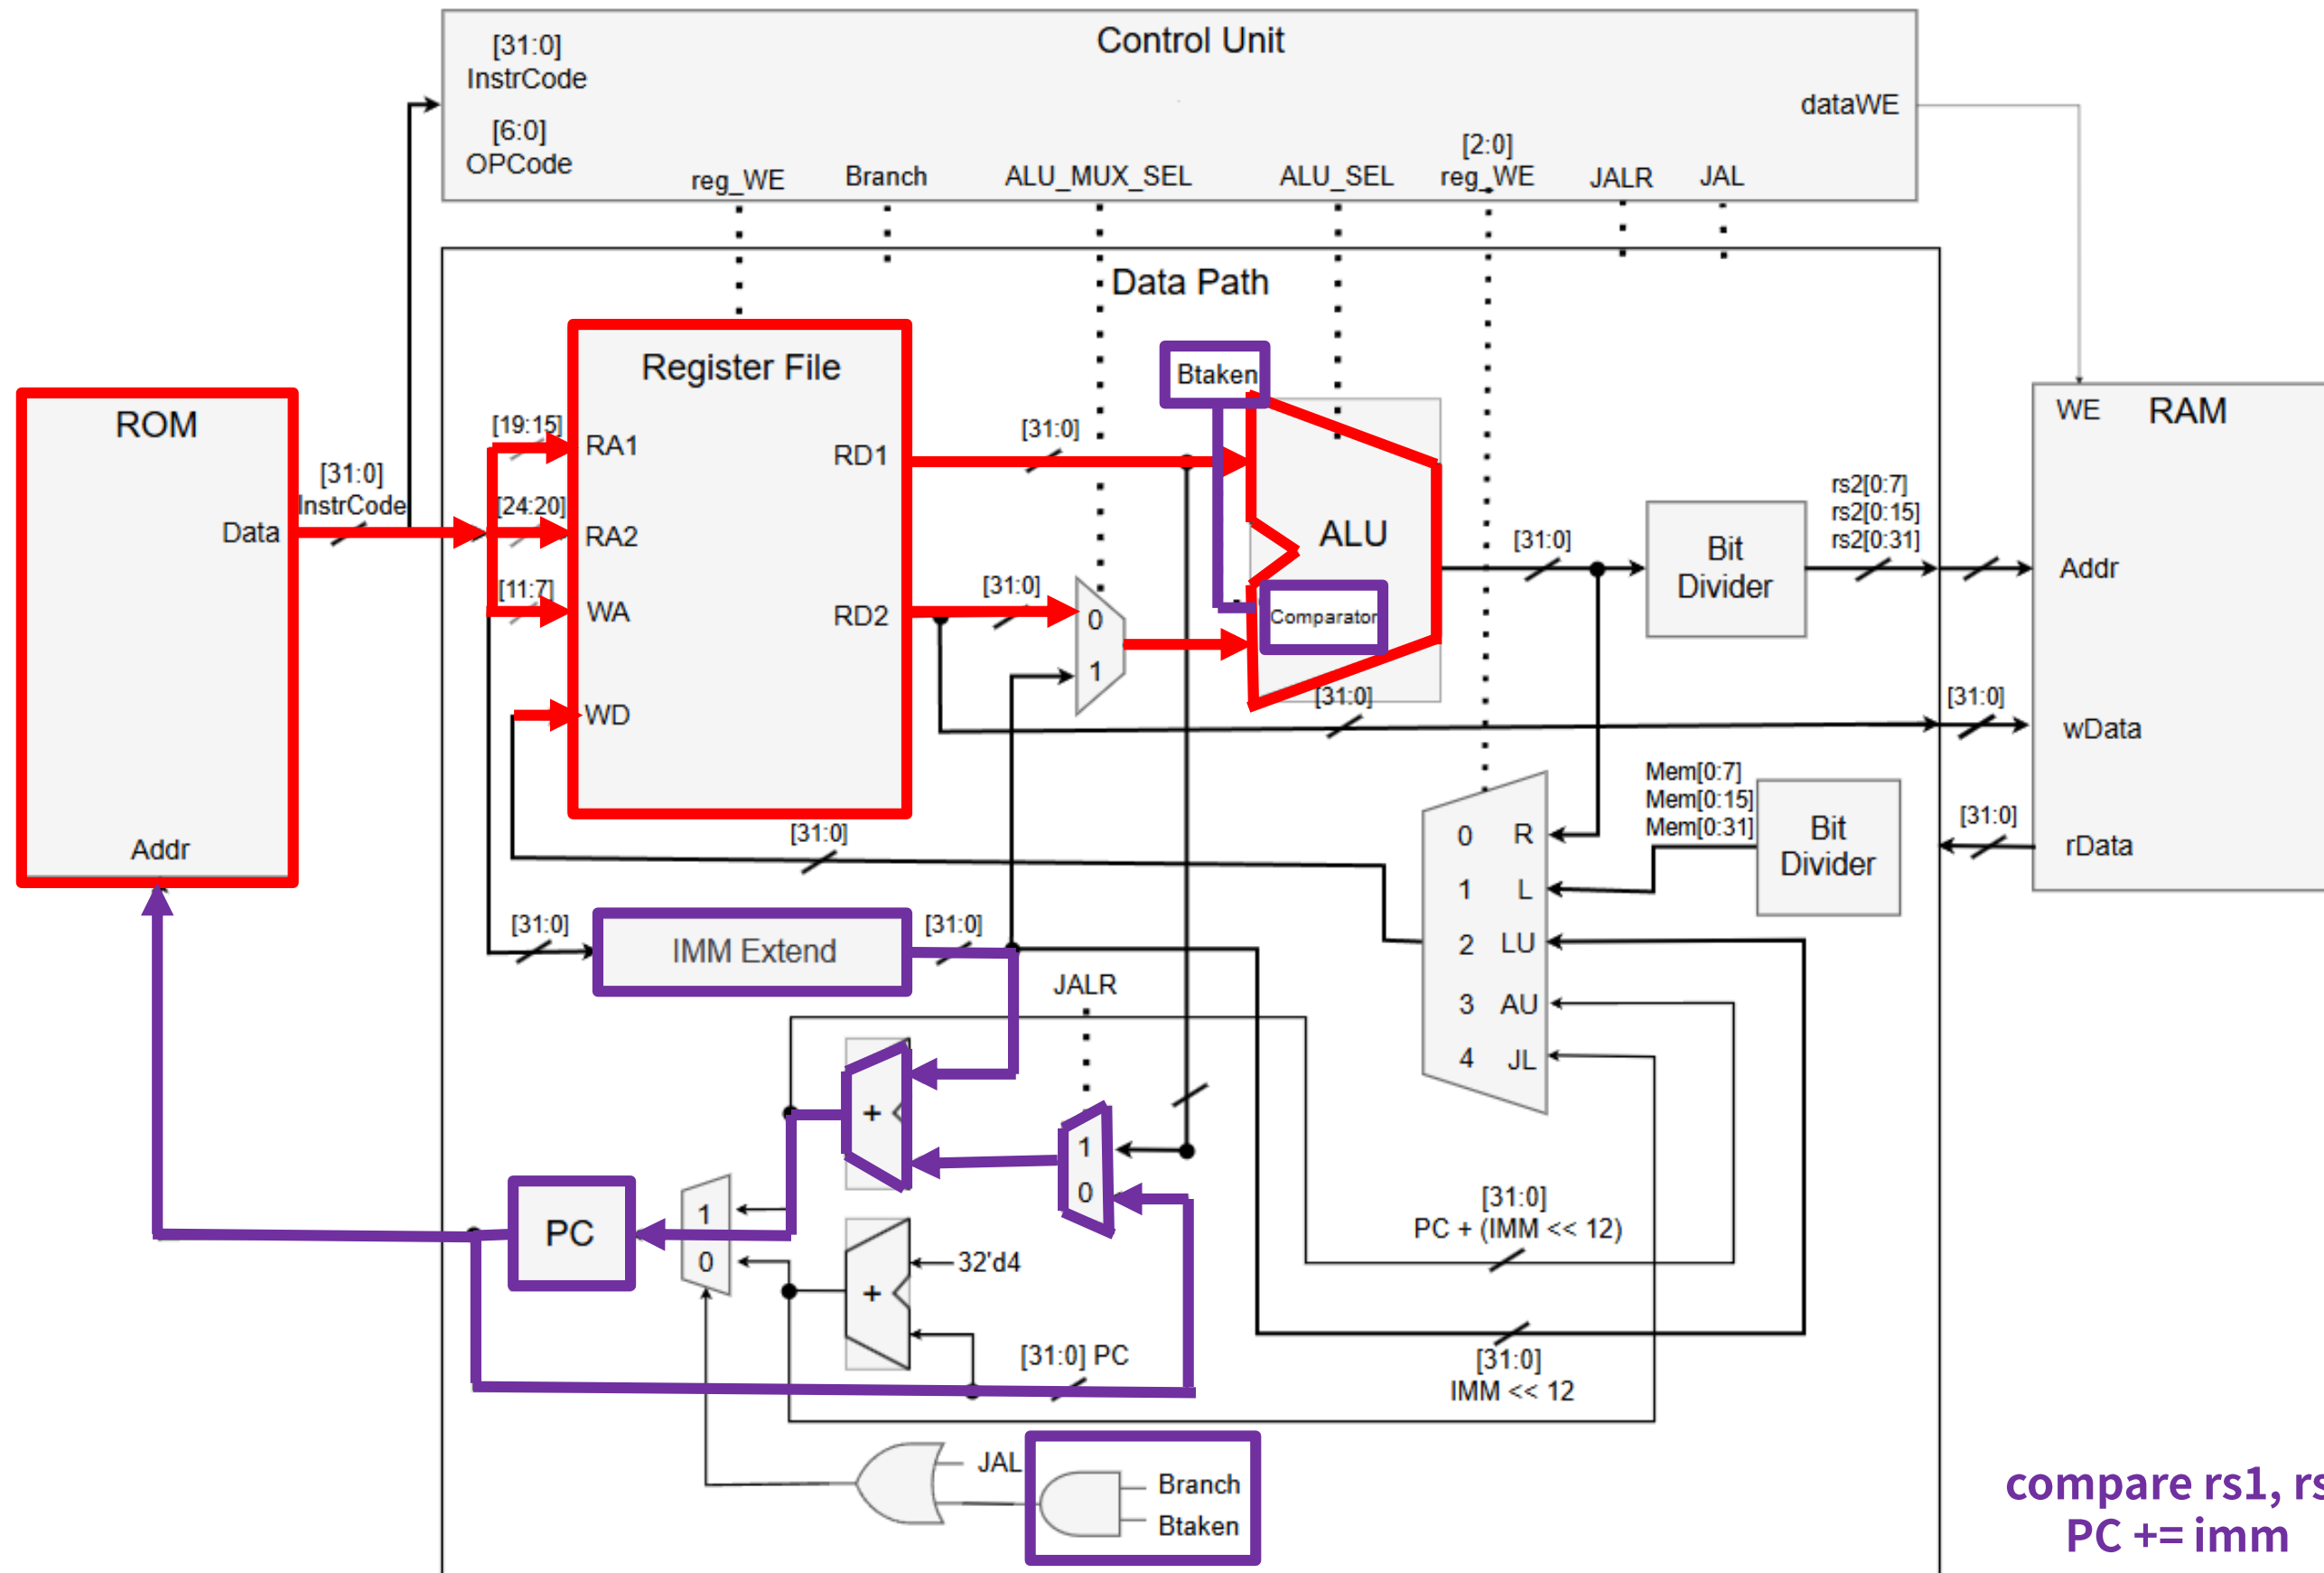 Control Unit
[31:0]
InstrCode
[6:0]
OPCode
dataWE
reg_WE
Branch
ALU_MUX_SEL
ALU_SEL
[2:0]
reg_WE
JALR
JAL
Data Path
ROM
Data
Addr
[31:0]
InstrCode
Register File
[19:15]
RA1
[24:20]
RA2
[11:7]
WA
WD
RD1
RD2
[31:0]
[31:0]
0
1
Btaken
ALU
Comparator
[31:0]
[31:0]
Bit
Divider
rs2[0:7]
rs2[0:15]
rs2[0:31]
WE
RAM
Addr
[31:0]
wData
[31:0]
rData
Mem[0:7]
Mem[0:15]
Mem[0:31]
Bit
Divider
0 R
1 L
2 LU
3 AU
4 JL
[31:0]
[31:0]
IMM Extend
[31:0]
JALR
+
1
0
PC
1
0
+
32'd4
[31:0] PC
[31:0]
PC + (IMM << 12)
[31:0]
IMM << 12
JAL
Branch
Btaken
compare rs1,
PC += imm